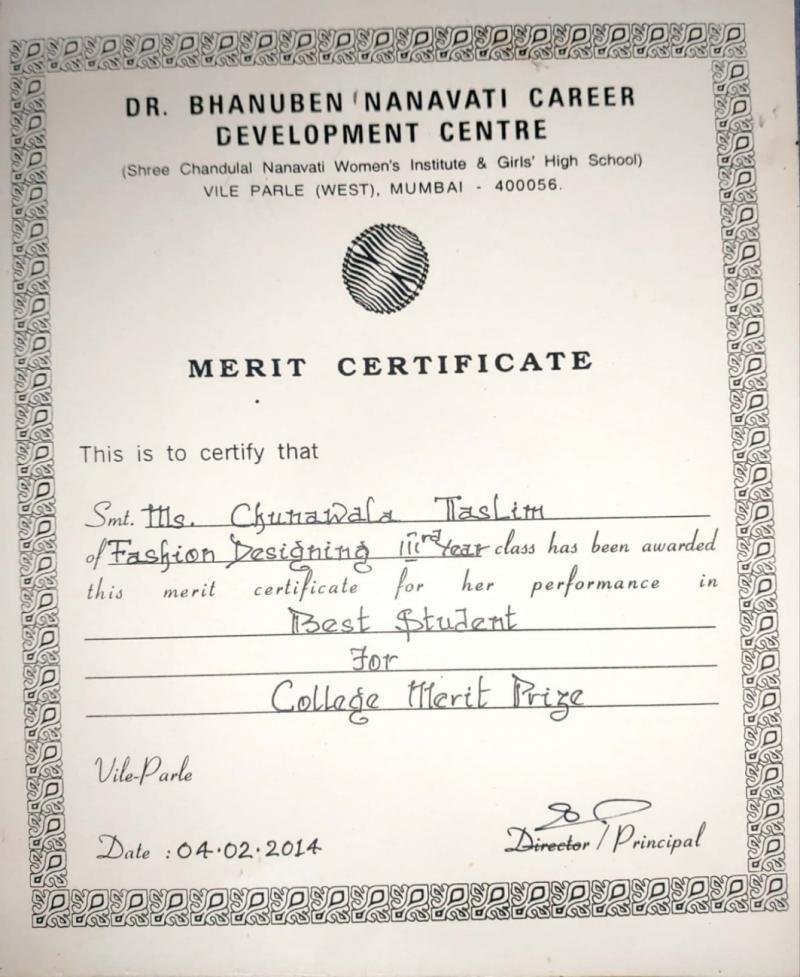 DR. BHANUBEN NANAVATI CAREER
DEVELOPMENT CENTRE
(Shree Chandulal Nanavati Women's Institute & Girls' High School)
VILE PARLE (WEST), MUMBAI - 400056.
MERIT CERTIFICATE
This is to certify that
Smt. Ms. Chunawala Taslim
of Fashion Designing IIIrd Year class has been awarded
this merit certificate for her performance in
Best Student
For
College Merit Prize
Vile-Parle
Date : 04.02.2014
Director / Principal